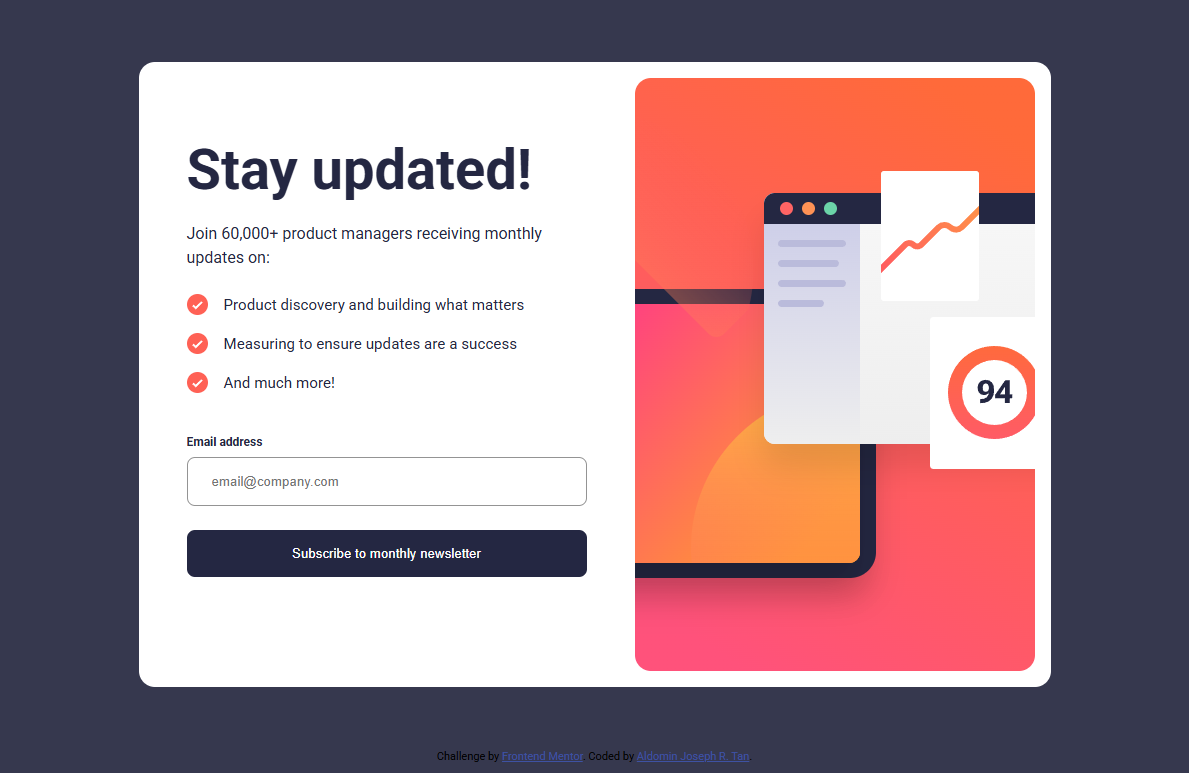 Stay updated!
Join 60,000+ product managers receiving monthly
updates on:
Product discovery and building what matters
Measuring to ensure updates are a success
And much more!
Email address
email@company.com
Subscribe to monthly newsletter
94
Challenge by Frontend Mentor. Coded by Aldomin Joseph R. Tan.